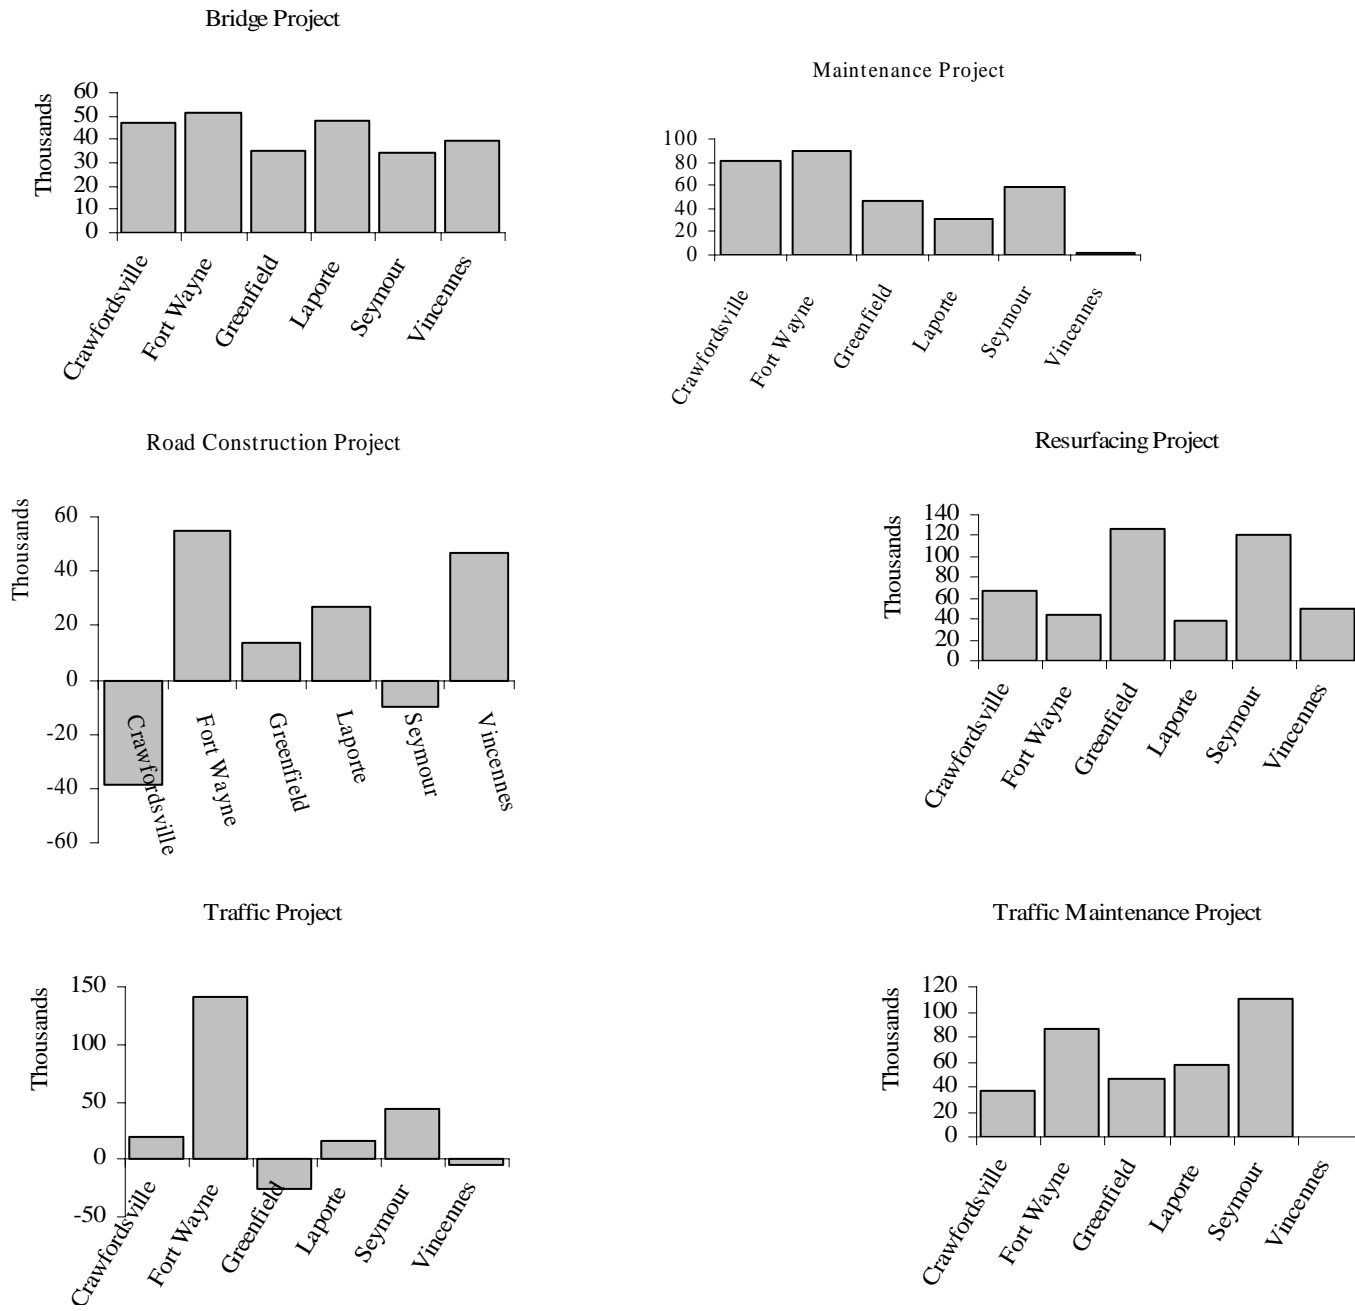 Bridge Project
Thousands
60
50
40
30
20
10
0
Crawfordsville
Fort Wayne
Greenfield
Laporte
Seymour
Vincennes
Maintenance Project
100
80
60
40
20
0
Crawfordsville
Fort Wayne
Greenfield
Laporte
Seymour
Vincennes
Road Construction Project
Thousands
60
40
20
0
-20
-40
-60
Crawfordsville
Fort Wayne
Greenfield
Laporte
Seymour
Vincennes
Resurfacing Project
Thousands
140
120
100
80
60
40
20
0
Crawfordsville
Fort Wayne
Greenfield
Laporte
Seymour
Vincennes
Traffic Project
Thousands
150
100
50
0
-50
Crawfordsville
Fort Wayne
Greenfield
Laporte
Seymour
Vincennes
Traffic Maintenance Project
Thousands
120
100
80
60
40
20
0
Crawfordsville
Fort Wayne
Greenfield
Laporte
Seymour
Vincennes